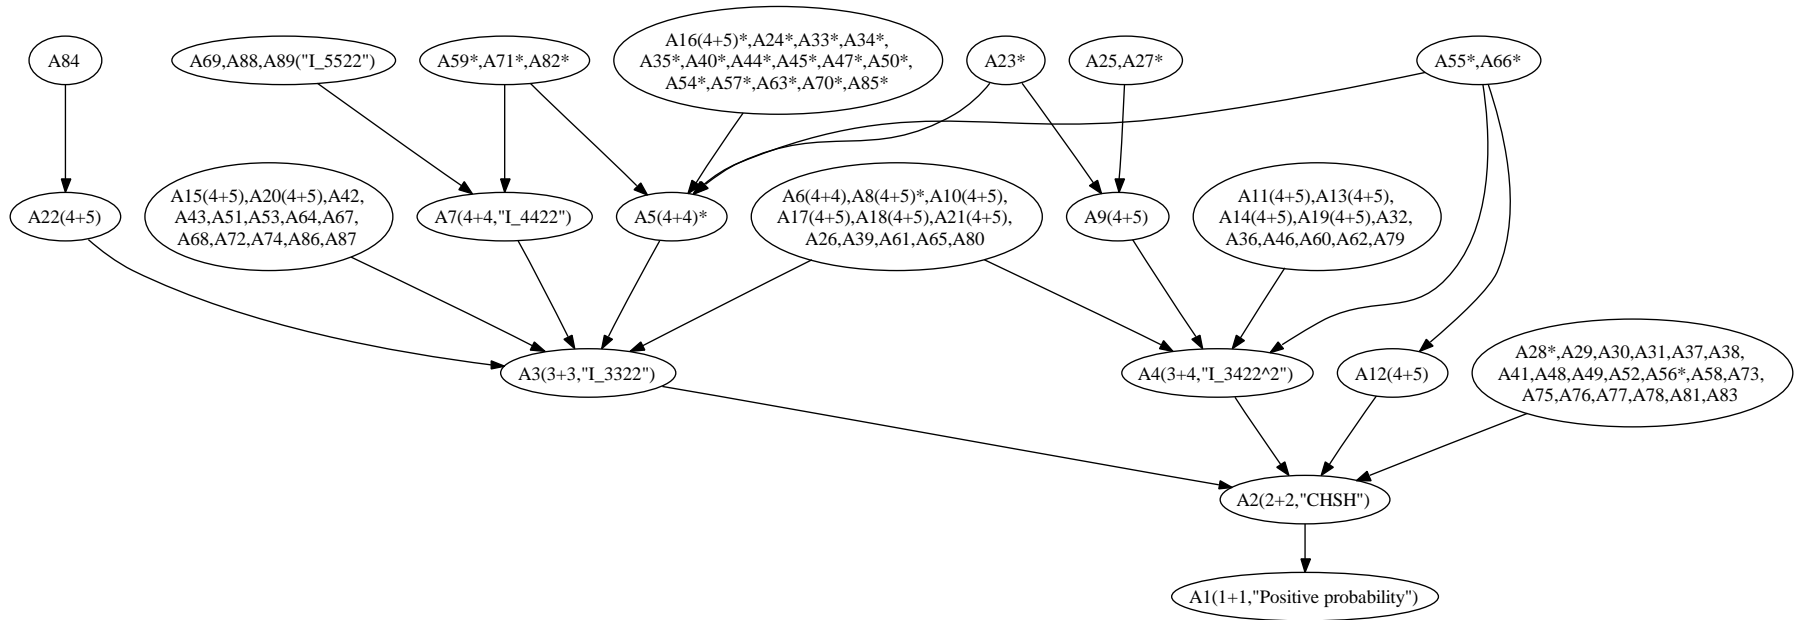 A84
A69,A88,A89("I_5522")
A59*,A71*,A82*
A16(4+5)*,A24*,A33*,A34*,
A35*,A40*,A44*,A45*,A47*,A50*,
A54*,A57*,A63*,A70*,A85*
A23*
A25,A27*
A55*,A66*
A22(4+5)
A15(4+5),A20(4+5),A42,
A43,A51,A53,A64,A67,
A68,A72,A74,A86,A87
A7(4+4,"I_4422")
A5(4+4)*
A6(4+4),A8(4+5)*,A10(4+5),
A17(4+5),A18(4+5),A21(4+5),
A26,A39,A61,A65,A80
A9(4+5)
A11(4+5),A13(4+5),
A14(4+5),A19(4+5),A32,
A36,A46,A60,A62,A79
A3(3+3,"I_3322")
A4(3+4,"I_3422^2")
A12(4+5)
A28*,A29,A30,A31,A37,A38,
A41,A48,A49,A52,A56*,A58,A73,
A75,A76,A77,A78,A81,A83
A2(2+2,"CHSH")
A1(1+1,"Positive probability")